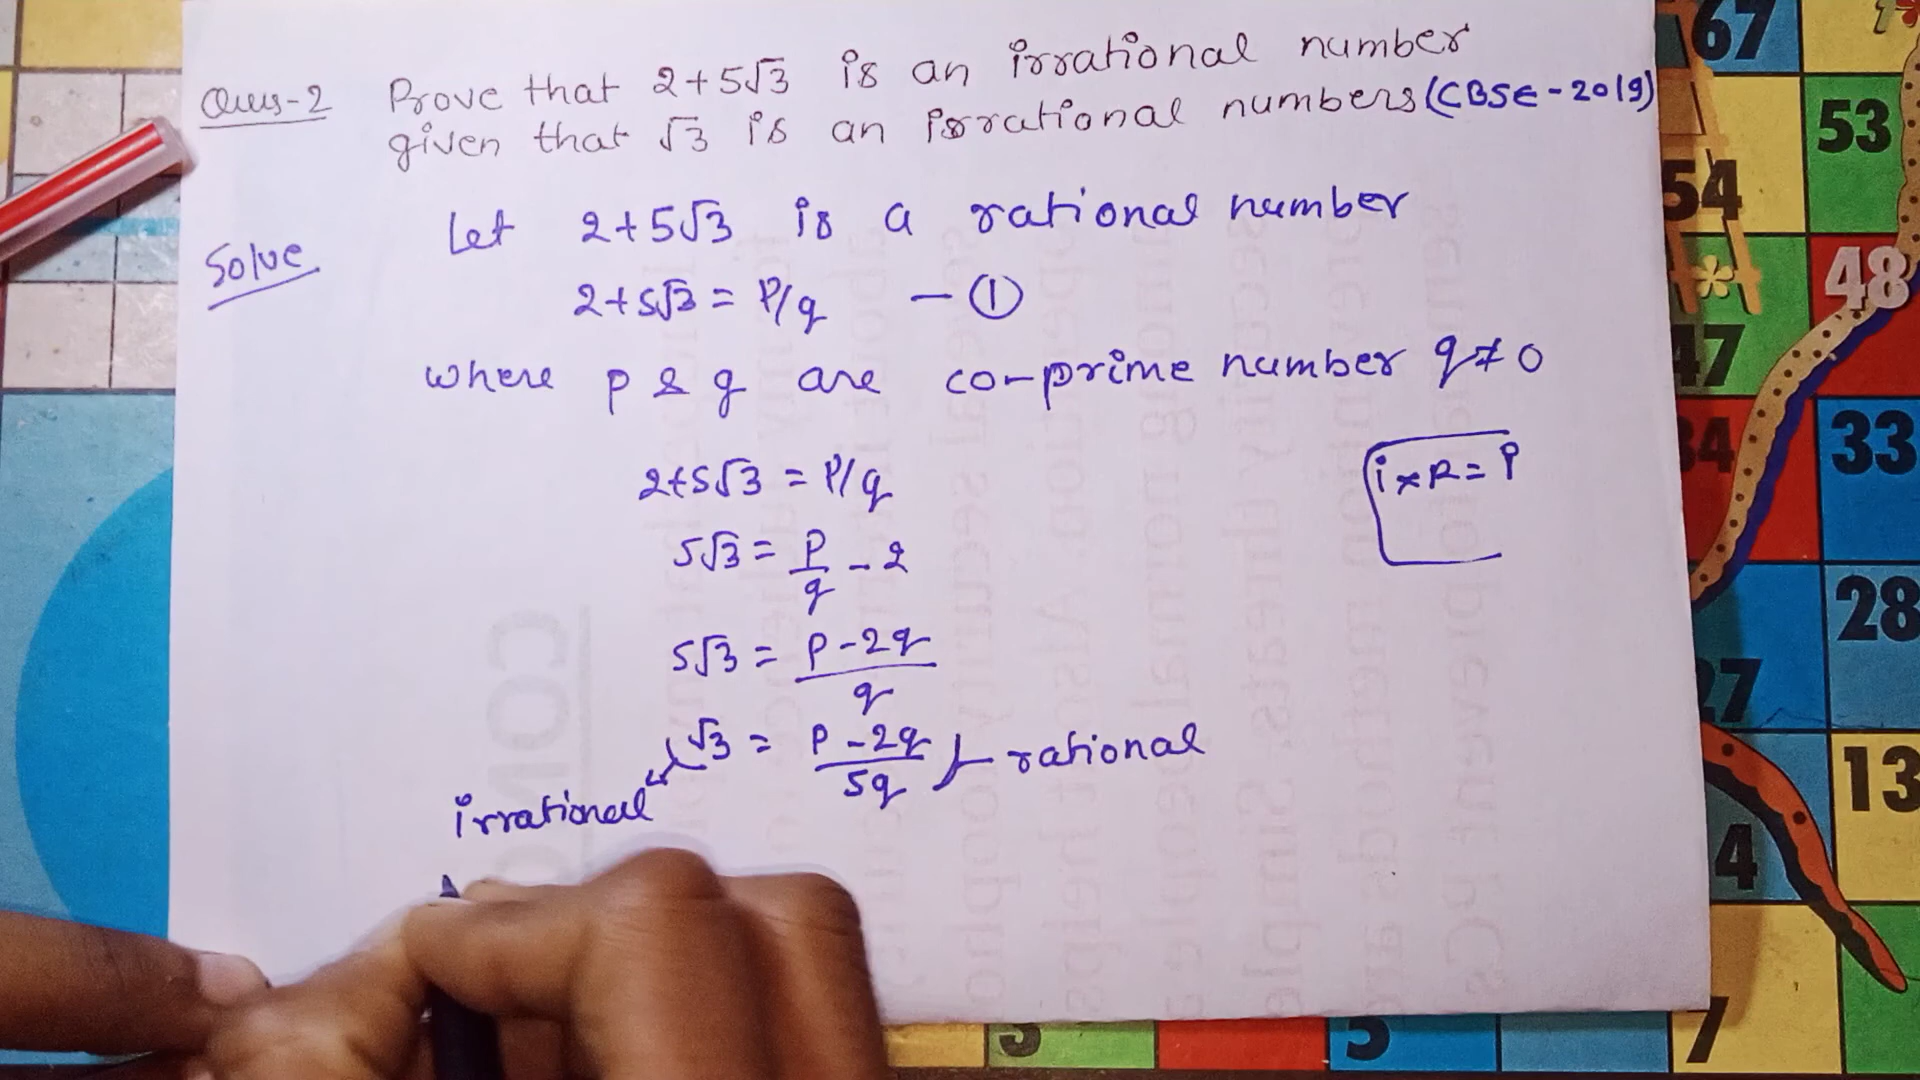 Ques-2 Prove that 2+5√3 is an irrational number
given that √3 is an irrational numbers (CBSE-2019)
Solve
Let 2+5√3 is a rational number
2+5√3 = P/q — ①
where p & q are co-prime number q≠0
2+5√3 = P/q
i×R=i
5√3 = P/q - 2
5√3 = P-2q/q
√3 = P-2q/5q }- rational
irrational
67
53
54
48
47
33
34
28
27
13
4
3
5
7